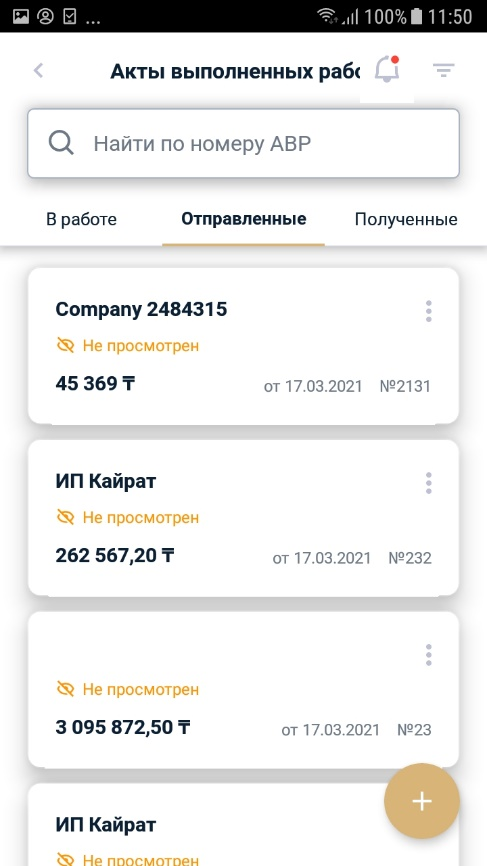 ... 100% 11:50
Акты выполненных рабо
Найти по номеру АВР
В работе Отправленные Полученные
Company 2484315
Не просмотрен
45 369 ₸ от 17.03.2021 №2131
ИП Кайрат
Не просмотрен
262 567,20 ₸ от 17.03.2021 №232
Не просмотрен
3 095 872,50 ₸ от 17.03.2021 №23
ИП Кайрат
Не просмотрен